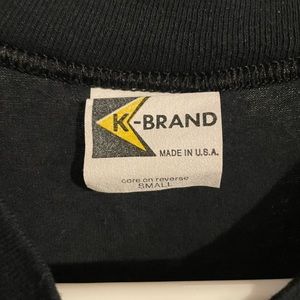 K-BRAND
MADE IN U.S.A.
care on reverse
SMALL